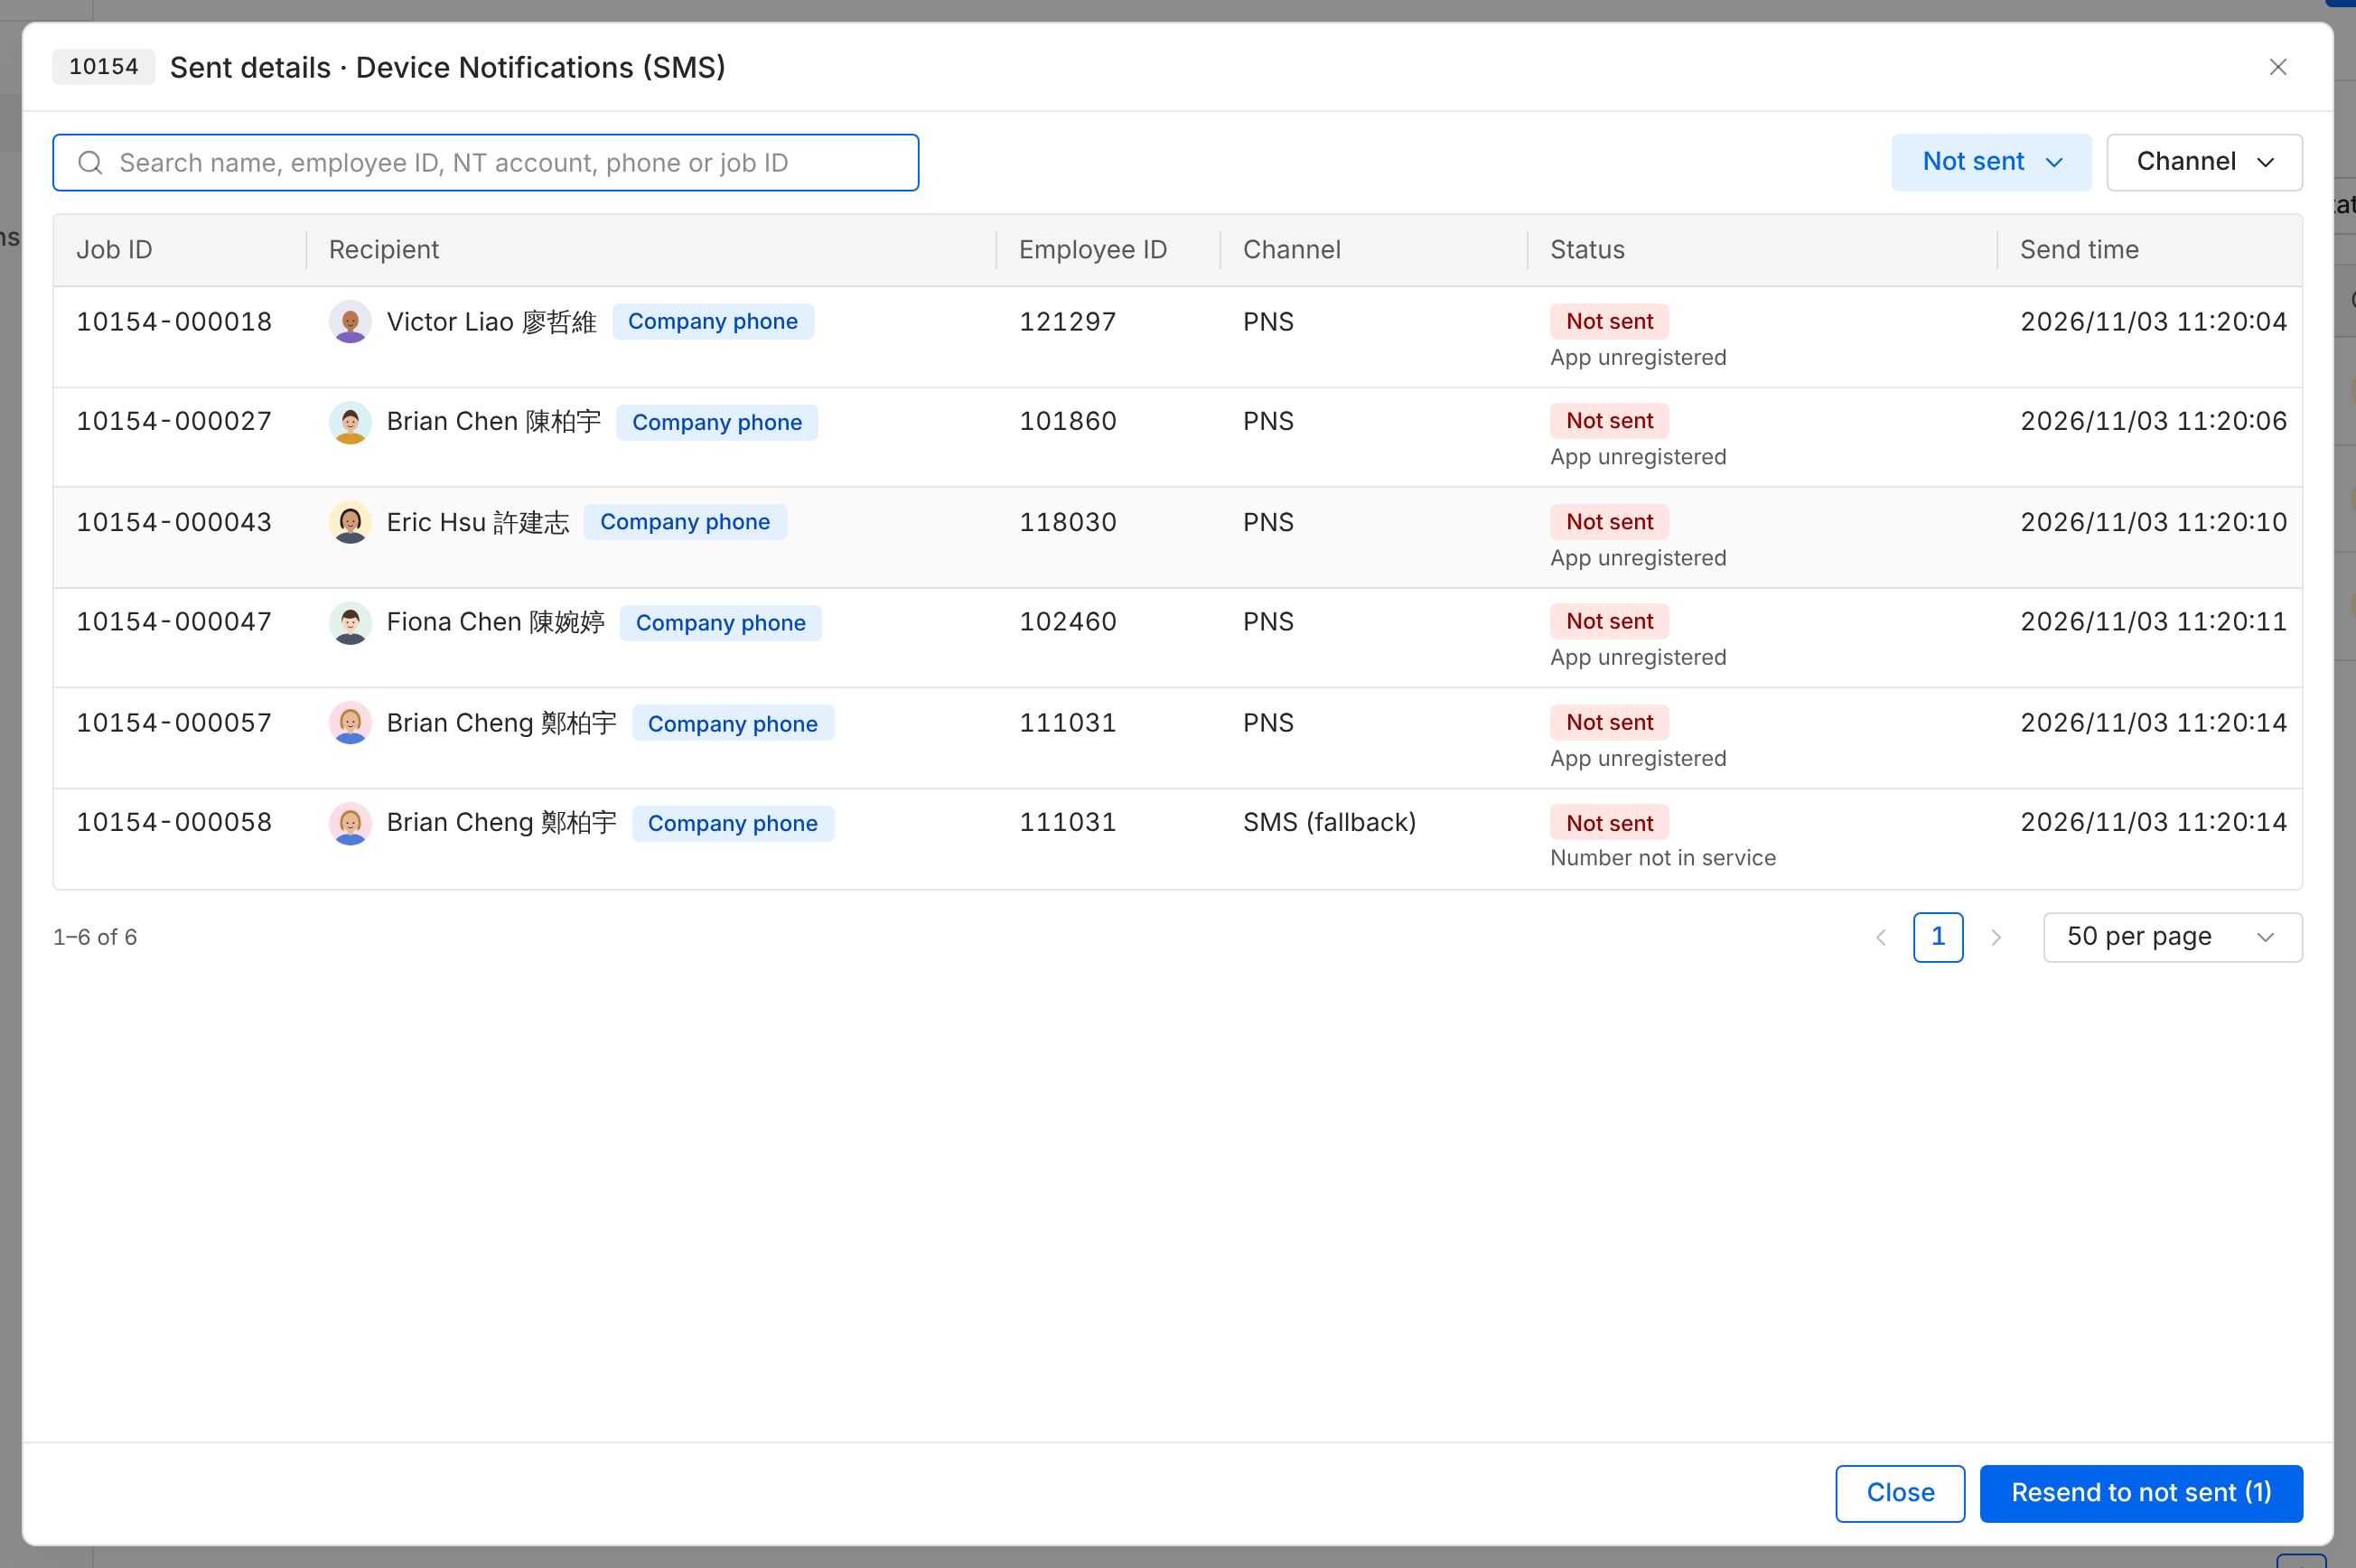 10154 Sent details · Device Notifications (SMS)
Search name, employee ID, NT account, phone or job ID
Not sent
Channel
Job ID Recipient Employee ID Channel Status Send time
10154-000018 Victor Liao 廖哲維 Company phone 121297 PNS Not sent 2026/11/03 11:20:04
App unregistered
10154-000027 Brian Chen 陳柏宇 Company phone 101860 PNS Not sent 2026/11/03 11:20:06
App unregistered
10154-000043 Eric Hsu 許建志 Company phone 118030 PNS Not sent 2026/11/03 11:20:10
App unregistered
10154-000047 Fiona Chen 陳婉婷 Company phone 102460 PNS Not sent 2026/11/03 11:20:11
App unregistered
10154-000057 Brian Cheng 鄭柏宇 Company phone 111031 PNS Not sent 2026/11/03 11:20:14
App unregistered
10154-000058 Brian Cheng 鄭柏宇 Company phone 111031 SMS (fallback) Not sent 2026/11/03 11:20:14
Number not in service
1–6 of 6
1
50 per page
Close
Resend to not sent (1)